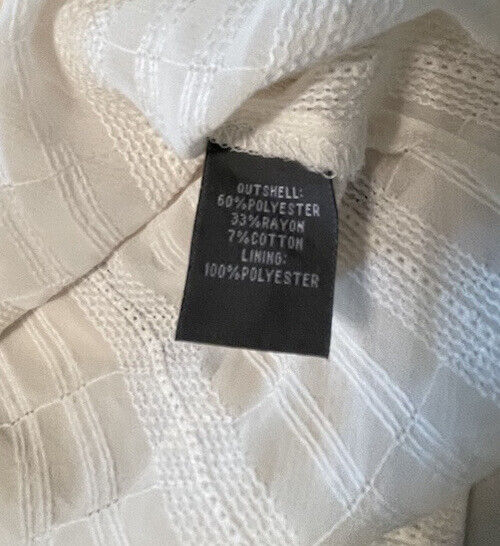 OUTSHELL:
60%POLYESTER
33%RAYON
7%COTTON
LINING:
100%POLYESTER